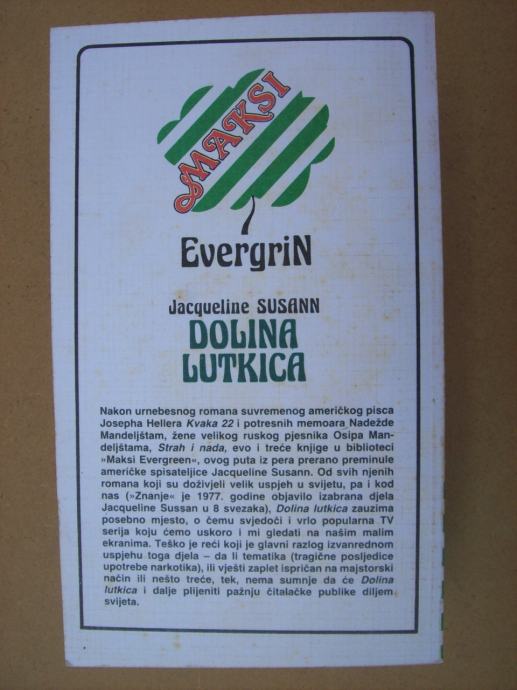 MAKSI
EvergriN
Jacqueline SUSANN
DOLINA
LUTKICA
Nakon urnebesnog romana suvremenog američkog pisca
Josepha Hellera Kvaka 22 i potresnih memoara Nadežde
Mandeljštam, žene velikog ruskog pjesnika Osipa Man-
deljštama, Strah i nada, evo i treće knjige u biblioteci
»Maksi Evergreen«, ovog puta iz pera prerano preminule
američke spisateljice Jacqueline Susann. Od svih njenih
romana koji su doživjeli velik uspjeh u svijetu, pa i kod
nas (»Znanje« je 1977. godine objavilo izabrana djela
Jacqueline Sussan u 8 svezaka), Dolina lutkica zauzima
posebno mjesto, o čemu svjedoči i vrlo popularna TV
serija koju ćemo uskoro i mi gledati na našim malim
ekranima. Teško je reći koji je glavni razlog izvanrednom
uspjehu toga djela – da li tematika (tragične posljedice
upotrebe narkotika), ili vješti zaplet ispričan na majstorski
način ili nešto treće, tek, nema sumnje da će Dolina
lutkica i dalje plijeniti pažnju čitalačke publike diljem
svijeta.